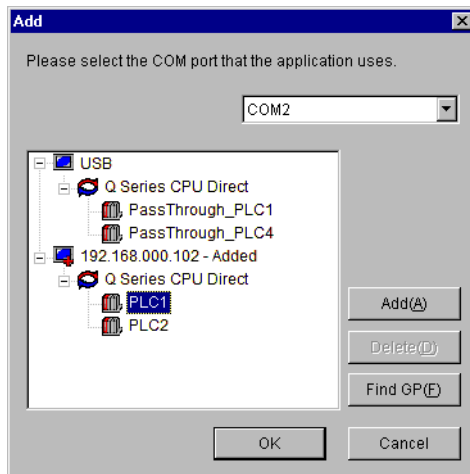 Add
Please select the COM port that the application uses.
COM2
USB
Q Series CPU Direct
PassThrough_PLC1
PassThrough_PLC4
192.168.000.102 - Added
Q Series CPU Direct
PLC1
PLC2
Add(A)
Delete(D)
Find GP(F)
OK
Cancel